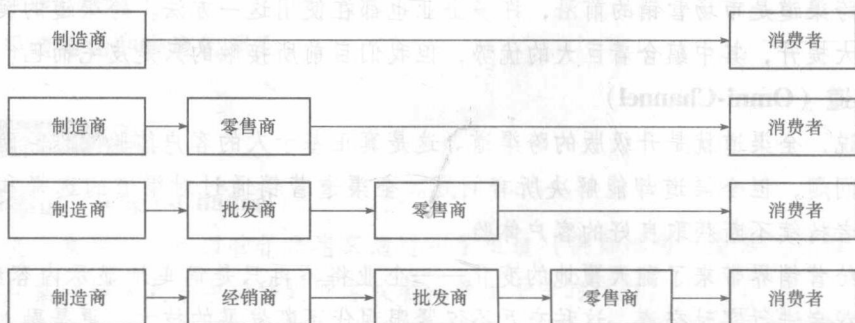 制造商 消费者
制造商 零售商 消费者
制造商 批发商 零售商 消费者
制造商 经销商 批发商 零售商 消费者